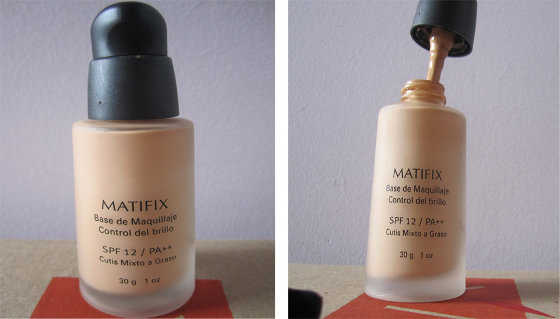 MATIFIX
Base de Maquillaje
Control del brillo
SPF 12 / PA++
Cutis Mixto a Graso
30 g 1 oz
MATIFIX
Base de Maquillaje
Control del brillo
SPF 12 / PA++
Cutis Mixto a Graso
30 g 1 oz